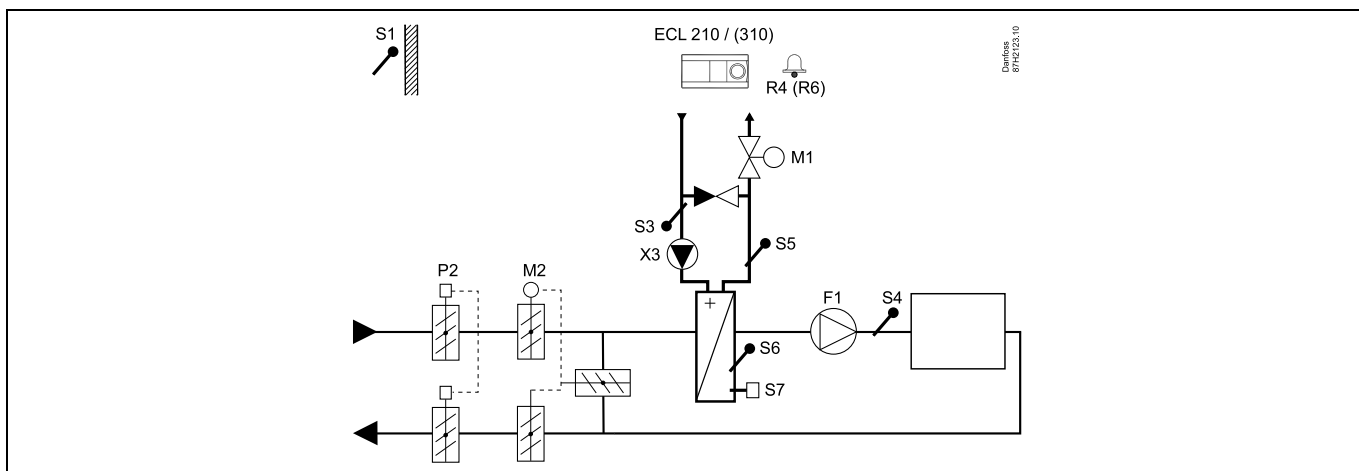 S1
ECL 210 / (310)
Danfoss
87H2123.10
R4 (R6)
M1
S3
S5
X3
P2
M2
F1
S4
+
S6
S7